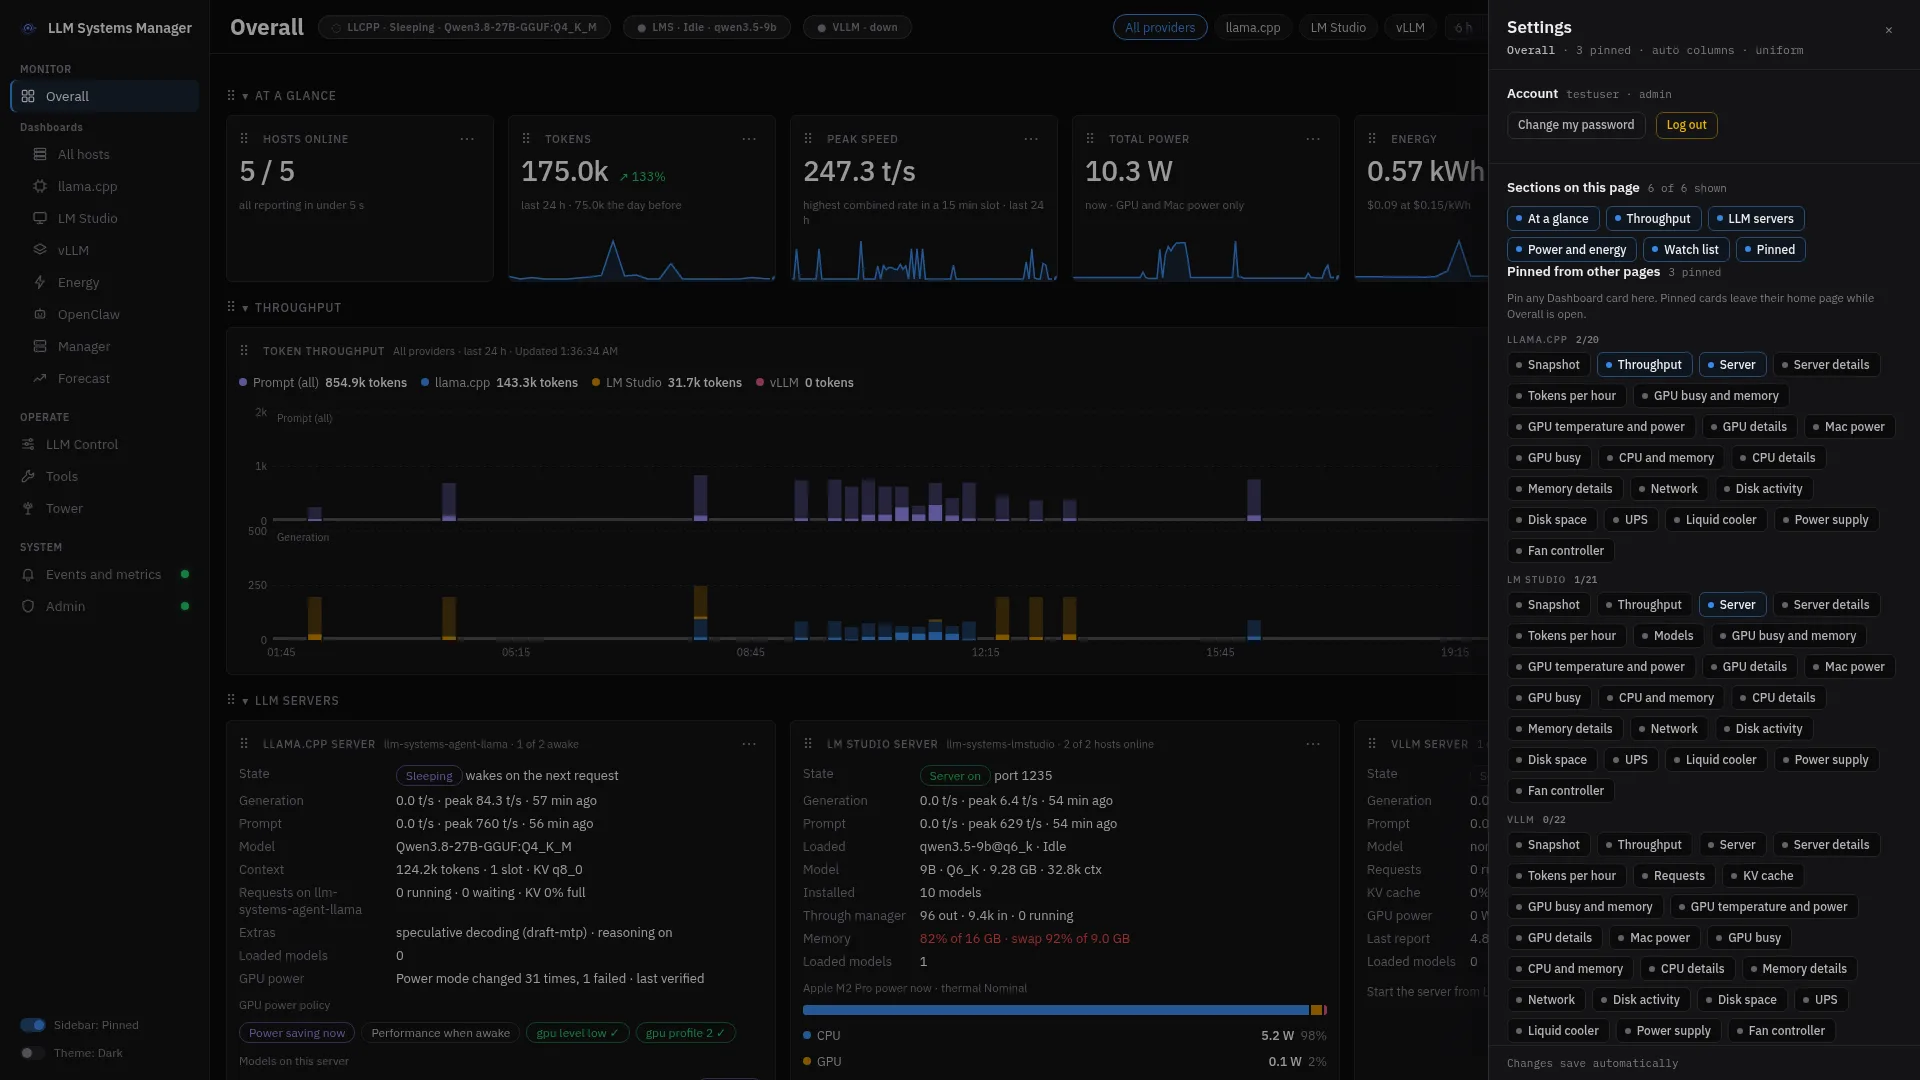 LLM Systems Manager
MONITOR
Overall
Dashboards
All hosts
llama.cpp
LM Studio
vLLM
Energy
OpenClaw
Manager
Forecast
OPERATE
LLM Control
Tools
Tower
SYSTEM
Events and metrics
Admin
Sidebar: Pinned
Theme: Dark
Overall
LLCPP · Sleeping · Qwen3.8-27B-GGUF:Q4_K_M
LMS · Idle · qwen3.5-9b
VLLM · down
All providers
llama.cpp
LM Studio
vLLM
6 h
AT A GLANCE
HOSTS ONLINE
5 / 5
all reporting in under 5 s
TOKENS
175.0k ↗ 133%
last 24 h · 75.0k the day before
PEAK SPEED
247.3 t/s
highest combined rate in a 15 min slot · last 24
h
TOTAL POWER
10.3 W
now · GPU and Mac power only
ENERGY
0.57 kWh
$0.09 at $0.15/kWh
THROUGHPUT
TOKEN THROUGHPUT All providers · last 24 h · Updated 1:36:34 AM
Prompt (all) 854.9k tokens llama.cpp 143.3k tokens LM Studio 31.7k tokens vLLM 0 tokens
2k
Prompt (all)
1k
0
500
Generation
250
0
01:45 05:15 08:45 12:15 15:45 19:15
LLM SERVERS
LLAMA.CPP SERVER llm-systems-agent-llama · 1 of 2 awake
State Sleeping wakes on the next request
Generation 0.0 t/s · peak 84.3 t/s · 57 min ago
Prompt 0.0 t/s · peak 760 t/s · 56 min ago
Model Qwen3.8-27B-GGUF:Q4_K_M
Context 124.2k tokens · 1 slot · KV q8_0
Requests on llm- 0 running · 0 waiting · KV 0% full
systems-agent-llama
Extras speculative decoding (draft-mtp) · reasoning on
Loaded models 0
GPU power Power mode changed 31 times, 1 failed · last verified
GPU power policy
Power saving now Performance when awake gpu level low ✓ gpu profile 2 ✓
Models on this server
LM STUDIO SERVER llm-systems-lmstudio · 2 of 2 hosts online
State Server on port 1235
Generation 0.0 t/s · peak 6.4 t/s · 54 min ago
Prompt 0.0 t/s · peak 629 t/s · 54 min ago
Loaded qwen3.5-9b@q6_k · Idle
Model 9B · Q6_K · 9.28 GB · 32.8k ctx
Installed 10 models
Through manager 96 out · 9.4k in · 0 running
Memory 82% of 16 GB · swap 92% of 9.0 GB
Loaded models 1
Apple M2 Pro power now · thermal Nominal
CPU 5.2 W 98%
GPU 0.1 W 2%
VLLM SERVER 1
State
Generation 0.0
Prompt 0.0
Model
Requests
KV cache 0%
GPU power 0 W
Last report 4.8
Loaded models 0
Start the server from
Settings
Overall · 3 pinned · auto columns · uniform
×
Account testuser · admin
Change my password Log out
Sections on this page 6 of 6 shown
At a glance Throughput LLM servers
Power and energy Watch list Pinned
Pinned from other pages 3 pinned
Pin any Dashboard card here. Pinned cards leave their home page while
Overall is open.
LLAMA.CPP 2/20
Snapshot Throughput Server Server details
Tokens per hour GPU busy and memory
GPU temperature and power GPU details Mac power
GPU busy CPU and memory CPU details
Memory details Network Disk activity
Disk space UPS Liquid cooler Power supply
Fan controller
LM STUDIO 1/21
Snapshot Throughput Server Server details
Tokens per hour Models GPU busy and memory
GPU temperature and power GPU details Mac power
GPU busy CPU and memory CPU details
Memory details Network Disk activity
Disk space UPS Liquid cooler Power supply
Fan controller
VLLM 0/22
Snapshot Throughput Server Server details
Tokens per hour Requests KV cache
GPU busy and memory GPU temperature and power
GPU details Mac power GPU busy
CPU and memory CPU details Memory details
Network Disk activity Disk space UPS
Liquid cooler Power supply Fan controller
Changes save automatically